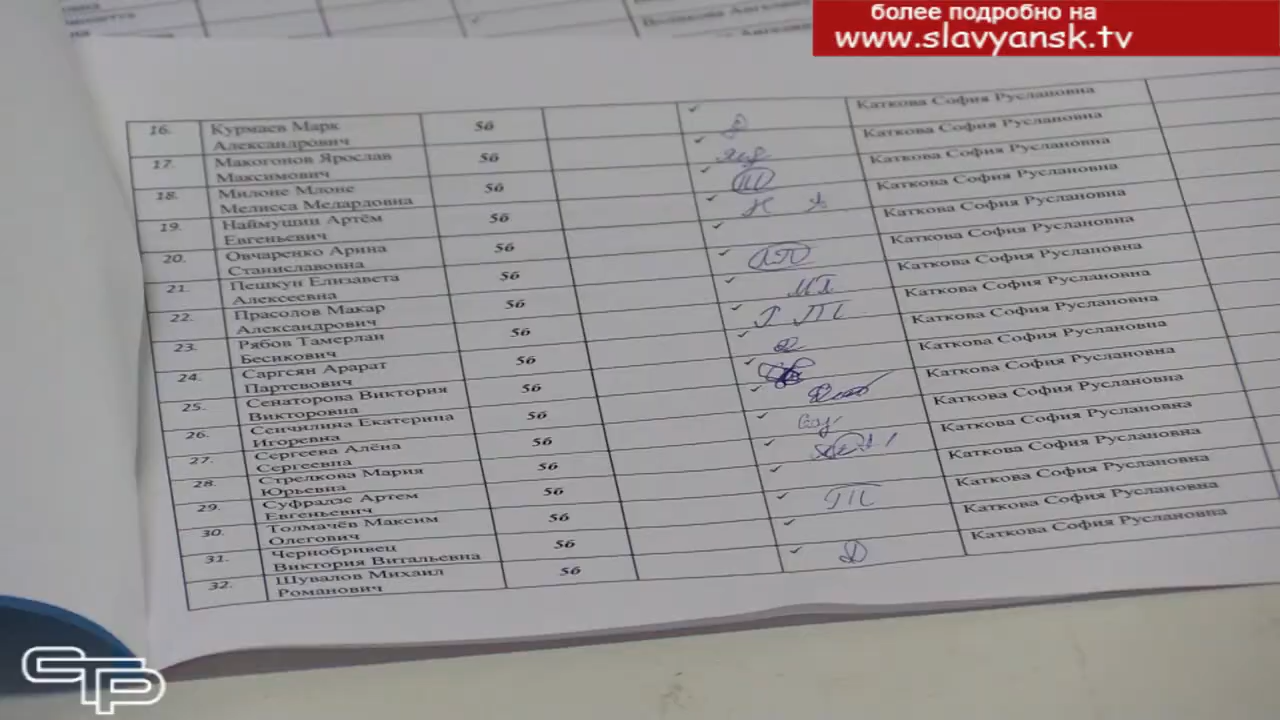 более подробно на
www.slavyansk.tv
16. Курмаев Марк Александрович 5б Каткова София Руслановна
17. Макогонов Ярослав Максимович 5б Каткова София Руслановна
18. Милоне Млоне Мелисса Медардовна 5б Каткова София Руслановна
19. Наймушин Артём Евгеньевич 5б Каткова София Руслановна
20. Овчаренко Арина Станиславовна 5б Каткова София Руслановна
21. Пешкун Елизавета Алексеевна 5б Каткова София Руслановна
22. Прасолов Макар Александрович 5б Каткова София Руслановна
23. Рябов Тамерлан Бесикович 5б Каткова София Руслановна
24. Саргсян Арарат Партевович 5б Каткова София Руслановна
25. Сенаторова Виктория Викторовна 5б Каткова София Руслановна
26. Сенчилина Екатерина Игоревна 5б Каткова София Руслановна
27. Сергеева Алёна Сергеевна 5б Каткова София Руслановна
28. Стрелкова Мария Юрьевна 5б Каткова София Руслановна
29. Суфрадзе Артем Евгеньевич 5б Каткова София Руслановна
30. Толмачёв Максим Олегович 5б Каткова София Руслановна
31. Чернобривец Виктория Витальевна 5б Каткова София Руслановна
32. Шувалов Михаил Романович 5б Каткова София Руслановна
СТР